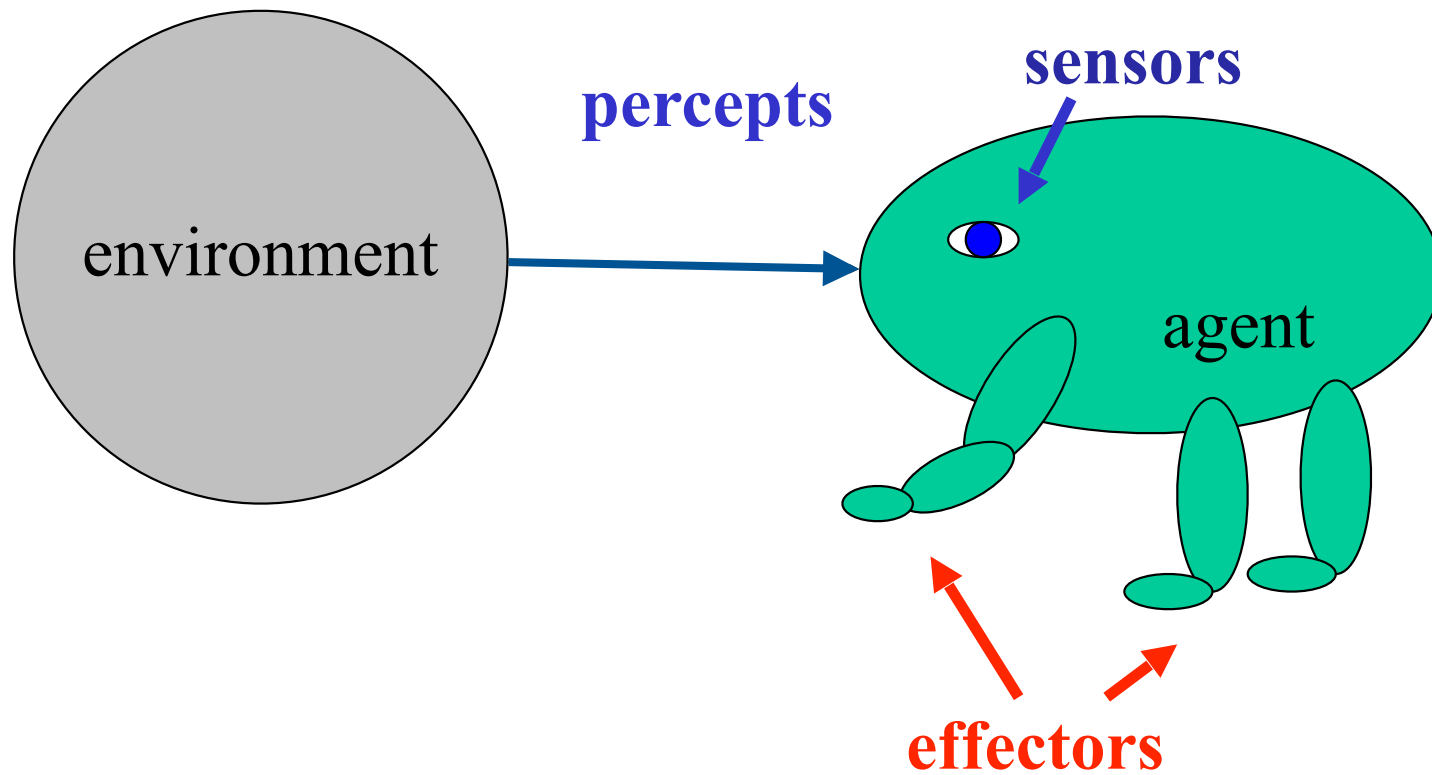 sensors
percepts
environment
agent
effectors